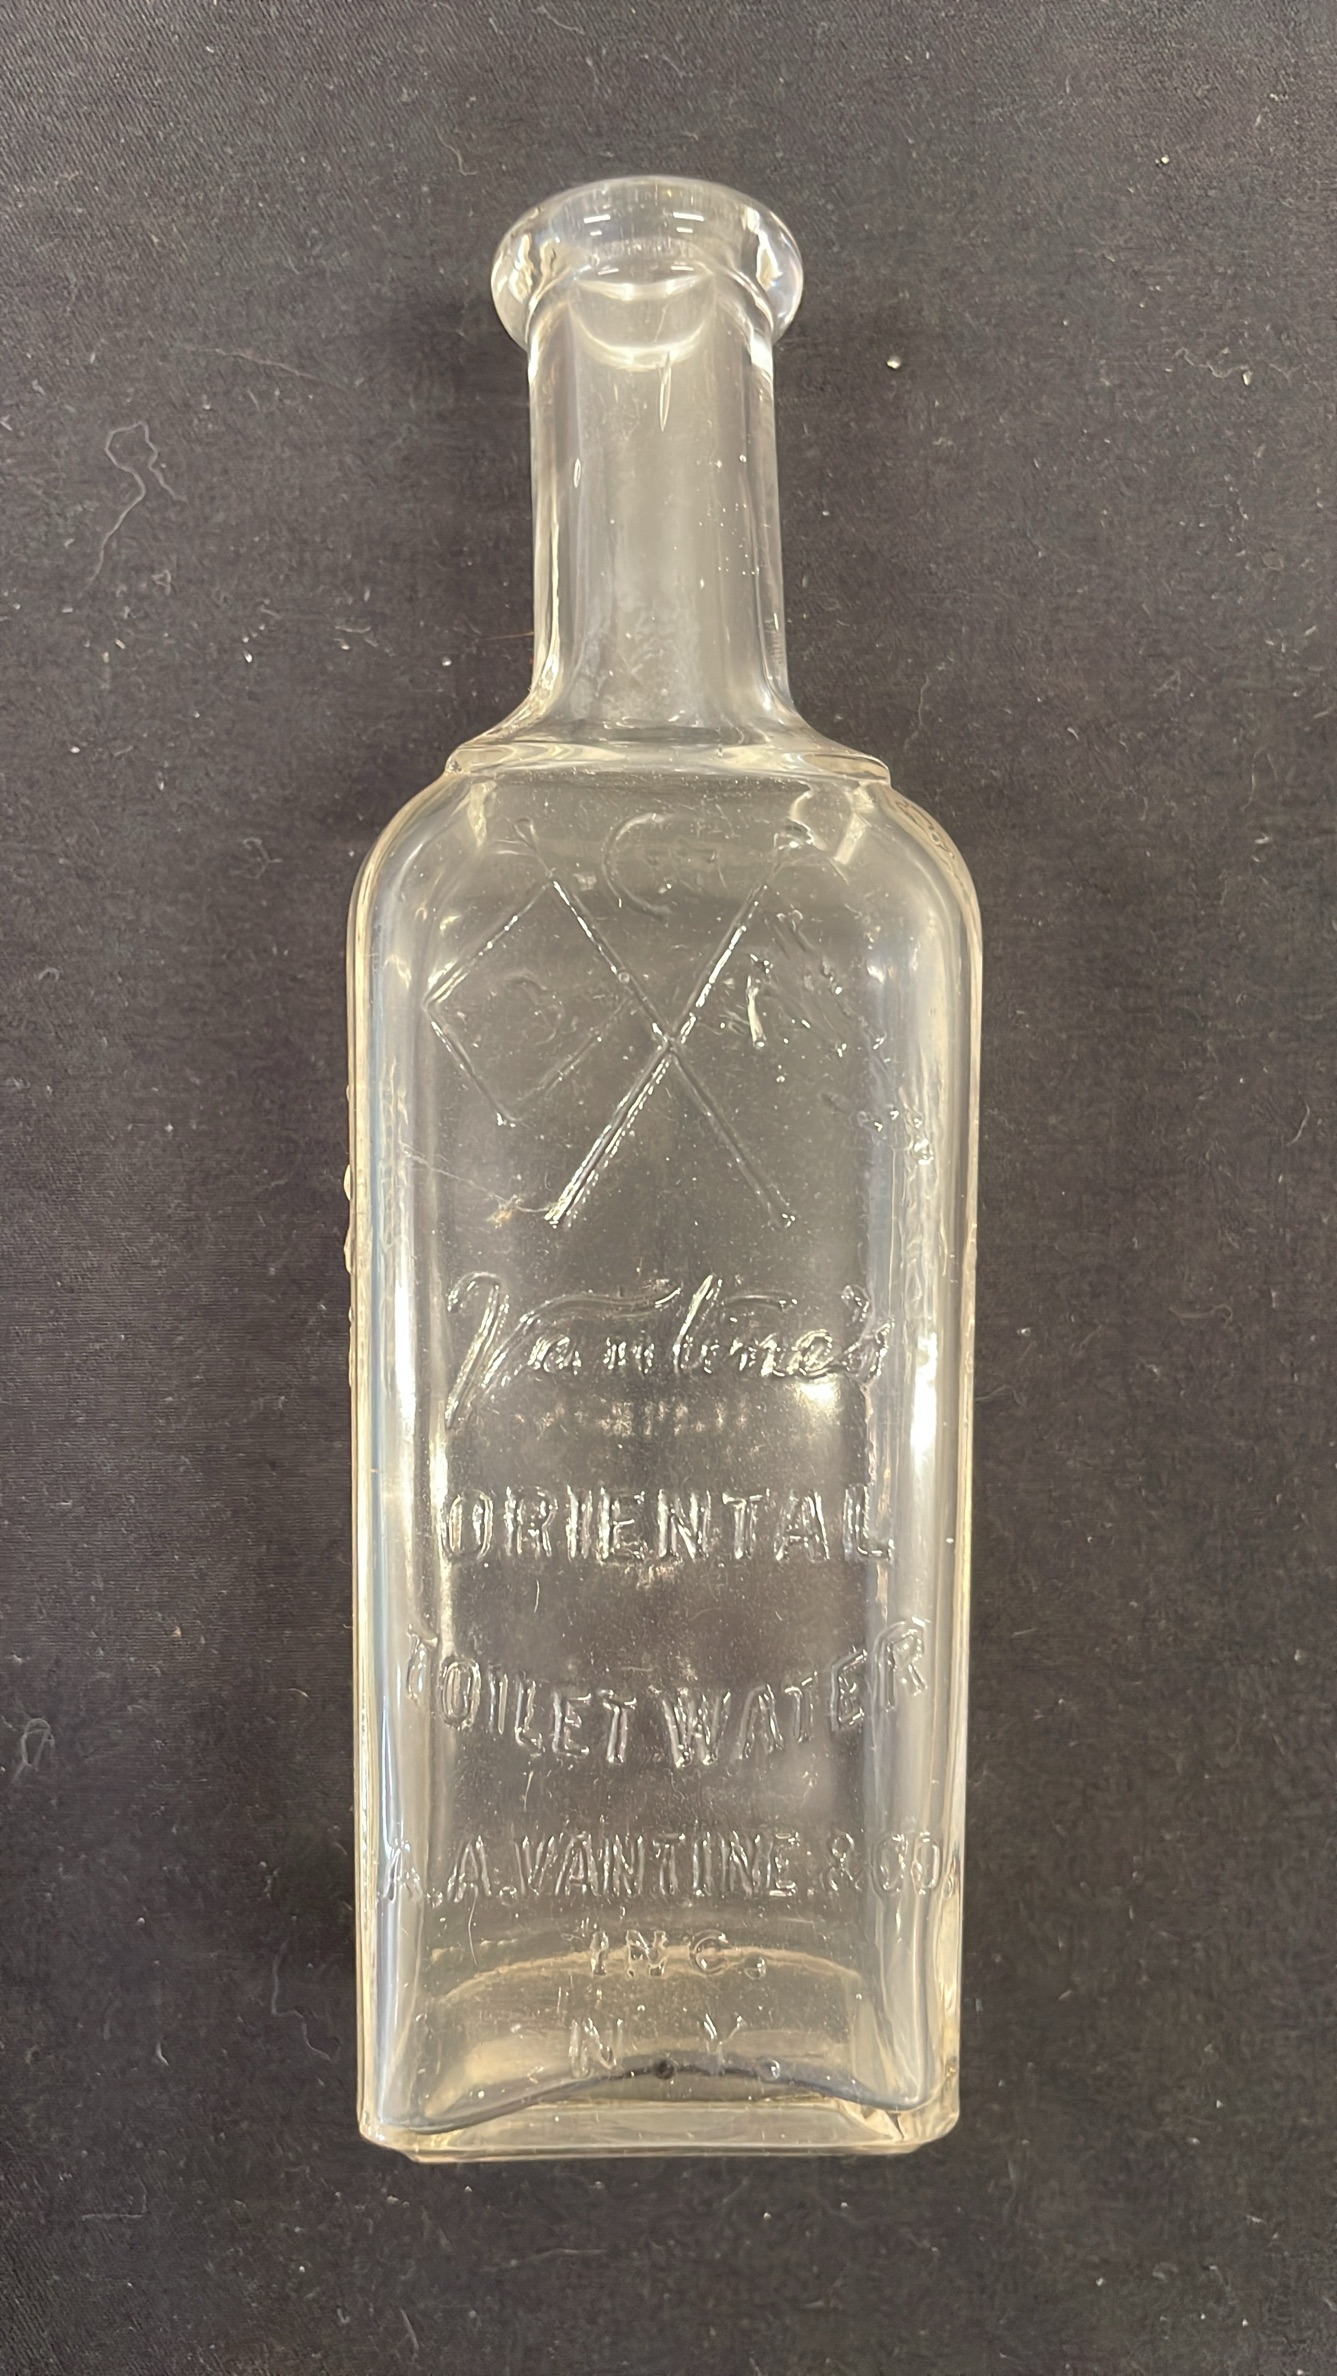 Vantine's
ORIENTAL
TOILET WATER
A.A. VANTINE & CO.
INC.
N.Y.